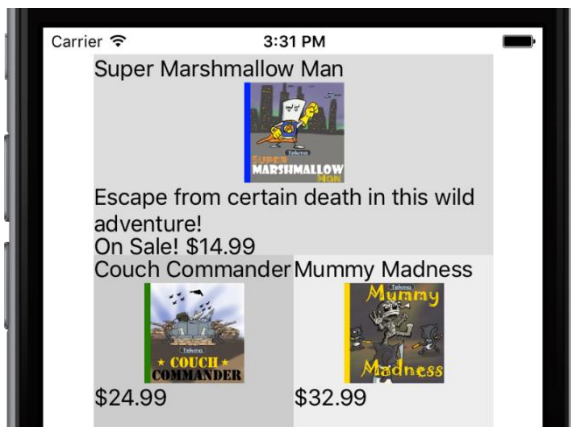 Carrier 3:31 PM
Super Marshmallow Man
SUPER
MARSHMALLOW
MAN
Escape from certain death in this wild
adventure!
On Sale! $14.99
Couch Commander Mummy Madness
Mummy
COUCH
COMMANDER
Madness
$24.99 $32.99